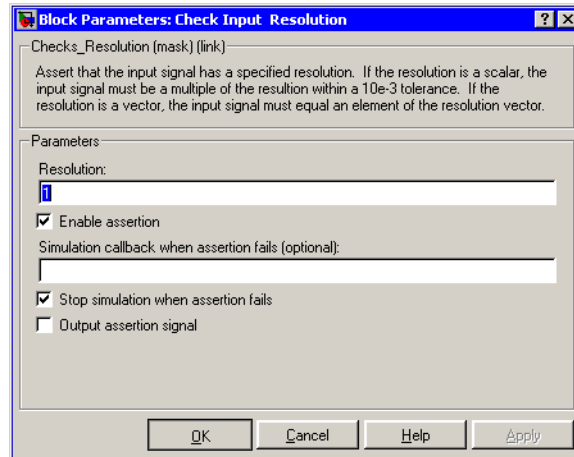 Block Parameters: Check Input Resolution
Checks_Resolution (mask) (link)
Assert that the input signal has a specified resolution. If the resolution is a scalar, the
input signal must be a multiple of the resultion within a 10e-3 tolerance. If the
resolution is a vector, the input signal must equal an element of the resolution vector.
Parameters
Resolution:
1
Enable assertion
Simulation callback when assertion fails (optional):
Stop simulation when assertion fails
Output assertion signal
OK Cancel Help Apply